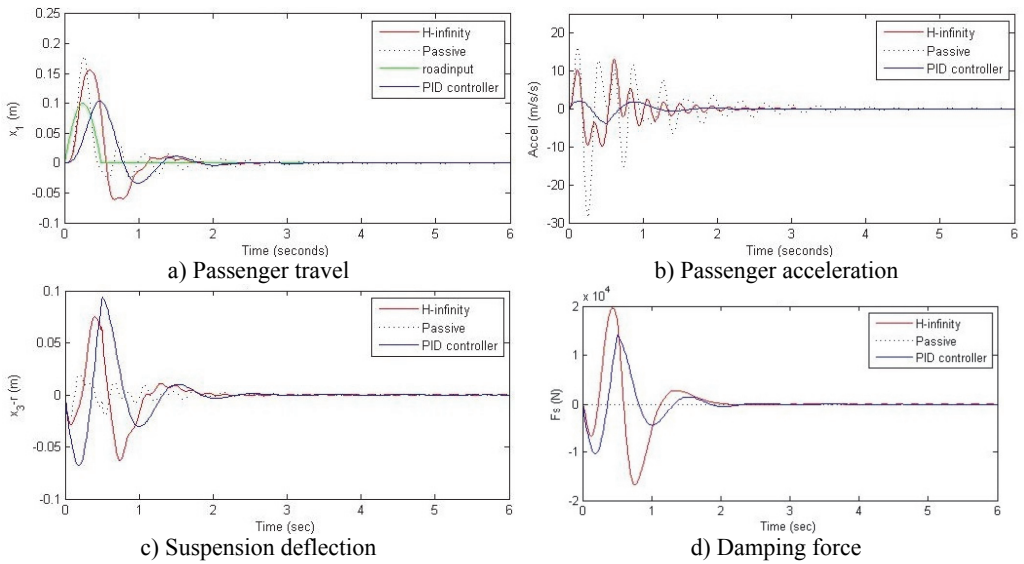 0.25
0.2
0.15
0.1
0.05
0
-0.05
-0.1
x1 (m)
H-infinity
Passive
roadinput
PID controller
0 1 2 3 4 5 6
Time (seconds)
a) Passenger travel
20
10
0
-10
-20
-30
Accel (m/s/s)
H-infinity
Passive
PID controller
0 1 2 3 4 5 6
Time (seconds)
b) Passenger acceleration
0.1
0.05
0
-0.05
-0.1
x3-r (m)
H-infinity
Passive
PID controller
0 1 2 3 4 5 6
Time (sec)
c) Suspension deflection
x 10^4
2
1
0
-1
-2
Fs (N)
H-infinity
Passive
PID controller
0 1 2 3 4 5 6
Time (sec)
d) Damping force